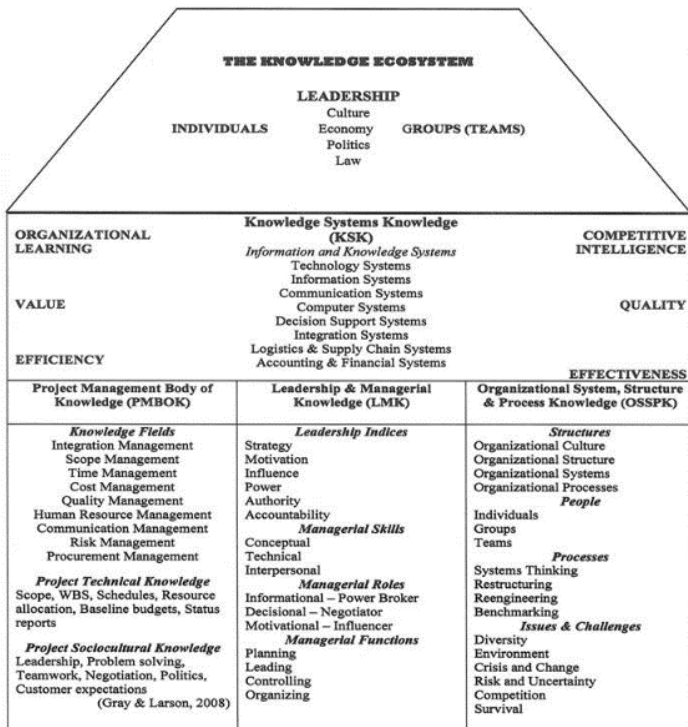 THE KNOWLEDGE ECOSYSTEM
LEADERSHIP
Culture
INDIVIDUALS Economy GROUPS (TEAMS)
Politics
Law
Knowledge Systems Knowledge
(KSK)
ORGANIZATIONAL
LEARNING
COMPETITIVE
INTELLIGENCE
Information and Knowledge Systems
Technology Systems
Information Systems
Communication Systems
VALUE
Computer Systems
QUALITY
Decision Support Systems
Integration Systems
Logistics & Supply Chain Systems
EFFICIENCY
Accounting & Financial Systems
EFFECTIVENESS
Project Management Body of
Knowledge (PMBOK)
Knowledge Fields
Integration Management
Scope Management
Time Management
Cost Management
Quality Management
Human Resource Management
Communication Management
Risk Management
Procurement Management
Project Technical Knowledge
Scope, WBS, Schedules, Resource
allocation, Baseline budgets, Status
reports
Project Sociocultural Knowledge
Leadership, Problem solving,
Teamwork, Negotiation, Politics,
Customer expectations
(Gray & Larson, 2008)
Leadership & Managerial
Knowledge (LMK)
Leadership Indices
Strategy
Motivation
Influence
Power
Authority
Accountability
Managerial Skills
Conceptual
Technical
Interpersonal
Managerial Roles
Informational – Power Broker
Decisional – Negotiator
Motivational – Influencer
Managerial Functions
Planning
Leading
Controlling
Organizing
Organizational System, Structure
& Process Knowledge (OSSPK)
Structures
Organizational Culture
Organizational Structure
Organizational Systems
Organizational Processes
People
Individuals
Groups
Teams
Processes
Systems Thinking
Restructuring
Reengineering
Benchmarking
Issues & Challenges
Diversity
Environment
Crisis and Change
Risk and Uncertainty
Competition
Survival